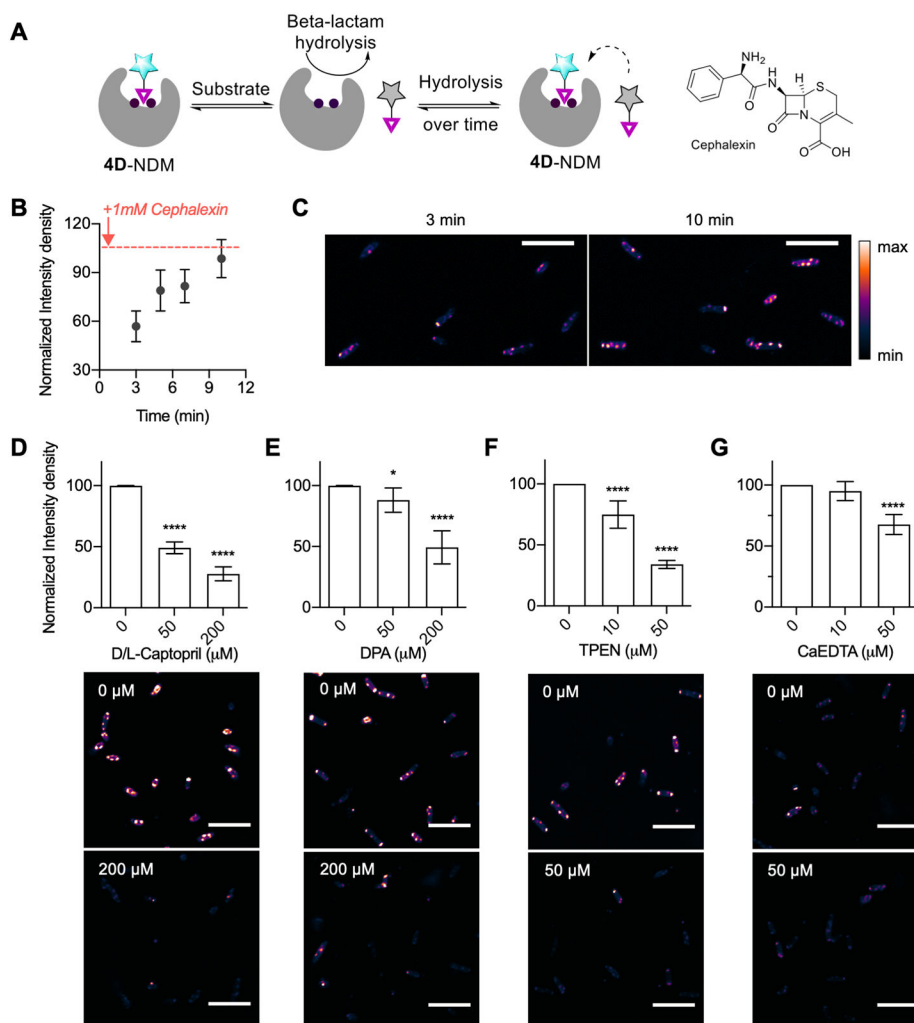 A
Beta-lactam
hydrolysis
Substrate
Hydrolysis
over time
4D-NDM
4D-NDM
NH2
H
N
O
H
S
N
O
O
OH
Cephalexin
B
+1mM Cephalexin
Normalized Intensity density
120
90
60
30
0 3 6 9 12
Time (min)
C
3 min 10 min
max
min
D
Normalized Intensity density
100
50
0
****
****
0 50 200
D/L-Captopril (μM)
E
100
50
0
*
****
0 50 200
DPA (μM)
F
100
50
0
****
****
0 10 50
TPEN (μM)
G
100
50
0
****
0 10 50
CaEDTA (μM)
0 μM 0 μM 0 μM 0 μM
200 μM 200 μM 50 μM 50 μM